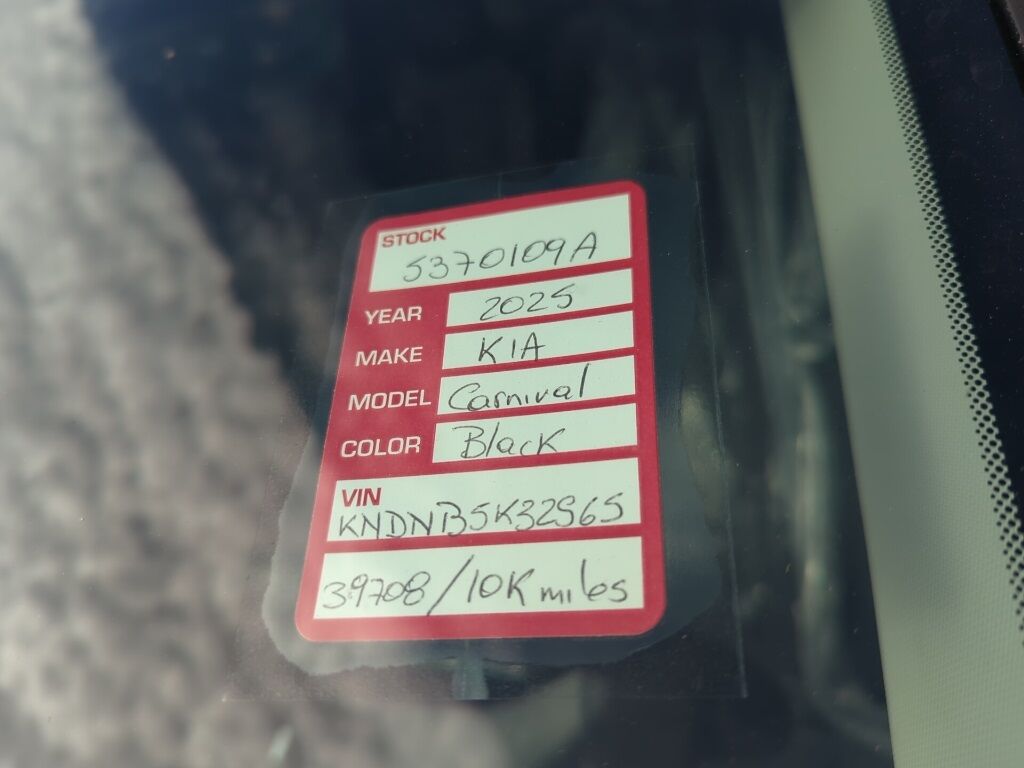 STOCK
5370109A
YEAR 2025
MAKE KIA
MODEL Carnival
COLOR Black
VIN
KNDNB5K32S65
39708/10K miles